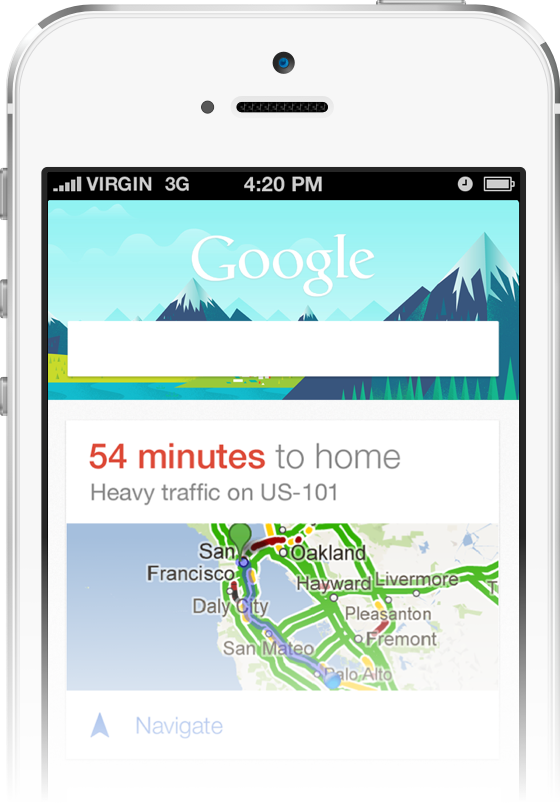 VIRGIN 3G 4:20 PM
Google
54 minutes to home
Heavy traffic on US-101
San
Francisco
Oakland
Hayward
Livermore
T
Daly City
Pleasanton
Fremont
San Mateo
Palo Alto
Navigate